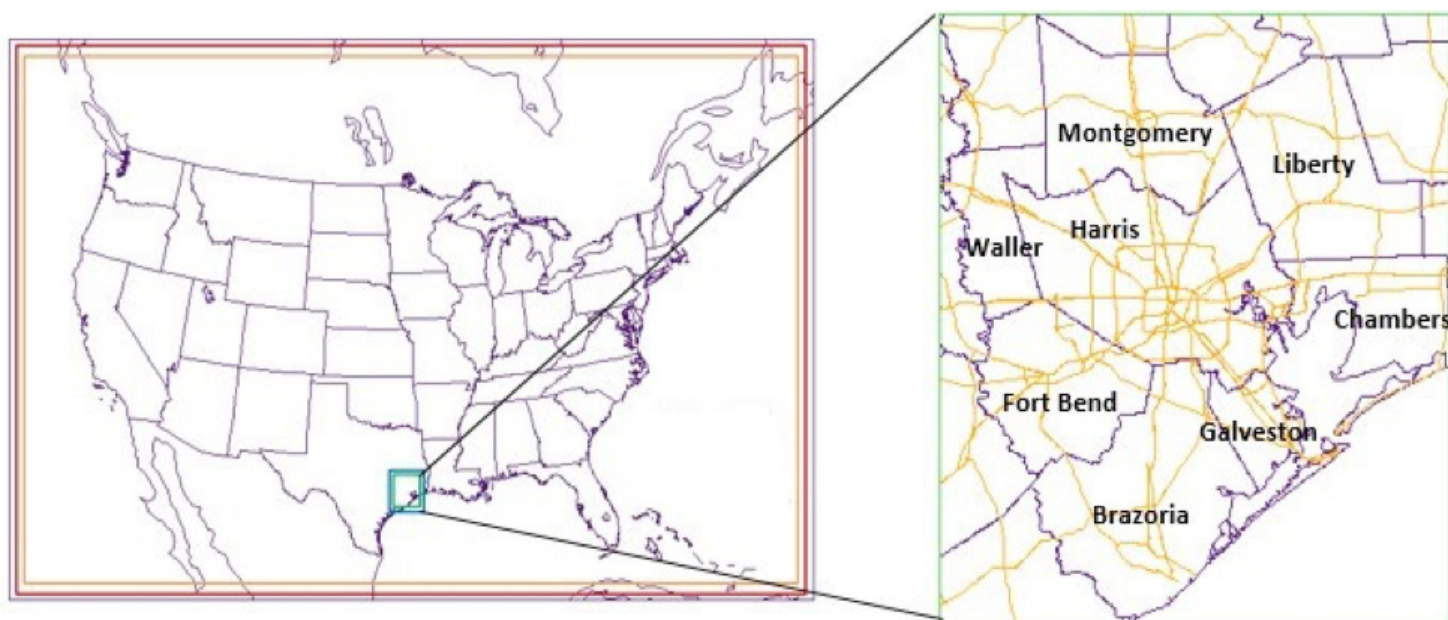 Montgomery
Liberty
Harris
Waller
Chambers
Fort Bend
Galveston
Brazoria